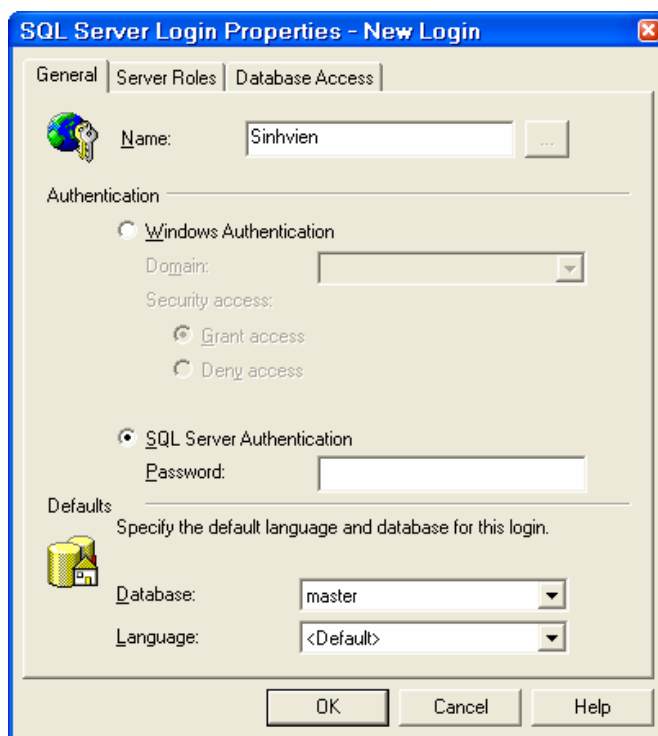 SQL Server Login Properties - New Login
General Server Roles Database Access
Name: Sinhvien ...
Authentication
Windows Authentication
Domain:
Security access:
Grant access
Deny access
SQL Server Authentication
Password:
Defaults
Specify the default language and database for this login.
Database: master
Language: <Default>
OK Cancel Help